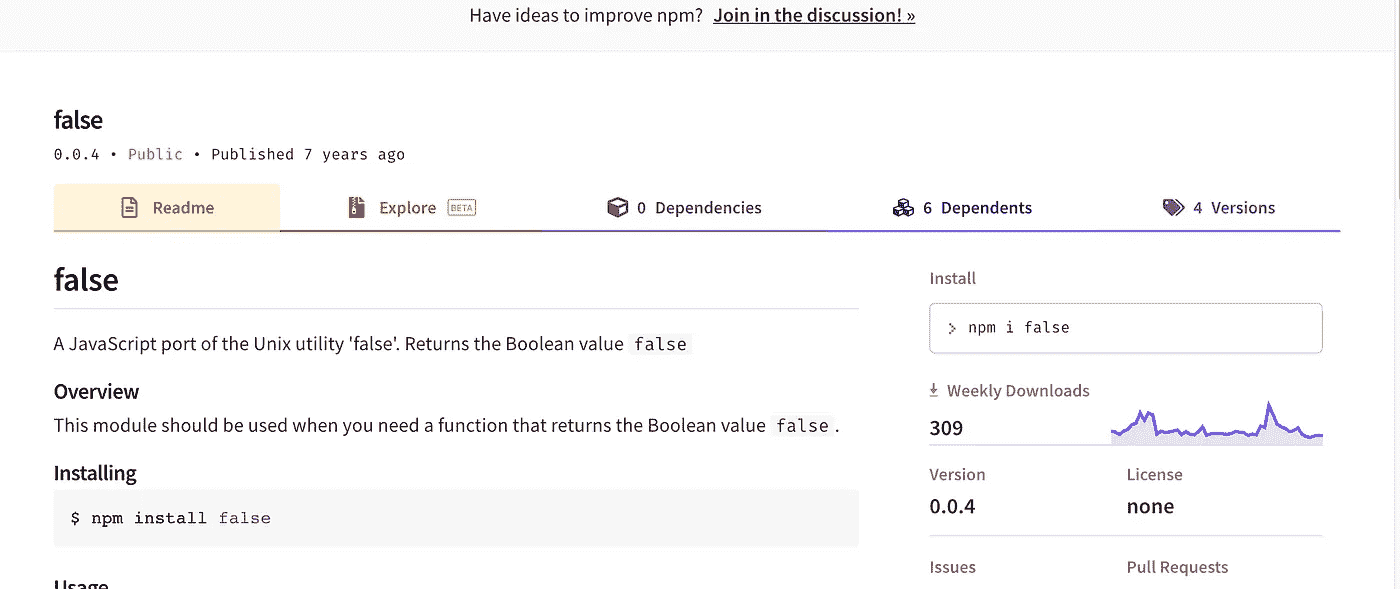 Have ideas to improve npm? Join in the discussion! »
false
0.0.4 • Public • Published 7 years ago
Readme
Explore BETA
0 Dependencies
6 Dependents
4 Versions
false
A JavaScript port of the Unix utility 'false'. Returns the Boolean value false
Overview
This module should be used when you need a function that returns the Boolean value false.
Installing
$ npm install false
Usage
Install
> npm i false
Weekly Downloads
309
Version
License
0.0.4
none
Issues
Pull Requests